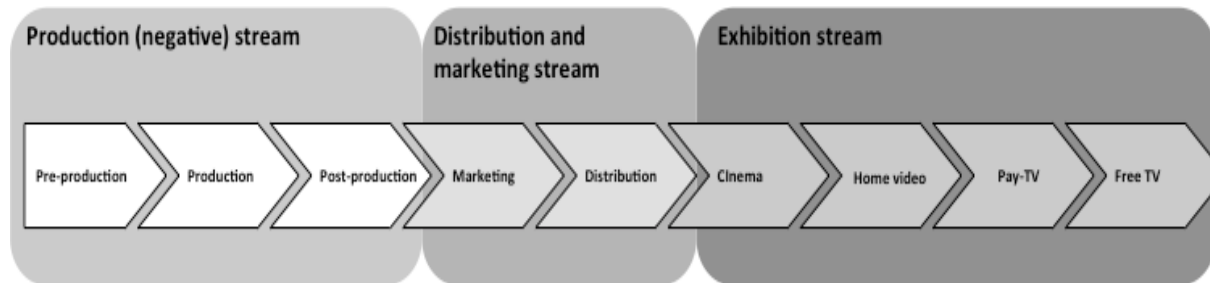 Production (negative) stream
Distribution and
marketing stream
Exhibition stream
Pre-production
Production
Post-production
Marketing
Distribution
CInema
Home video
Pay-TV
Free TV